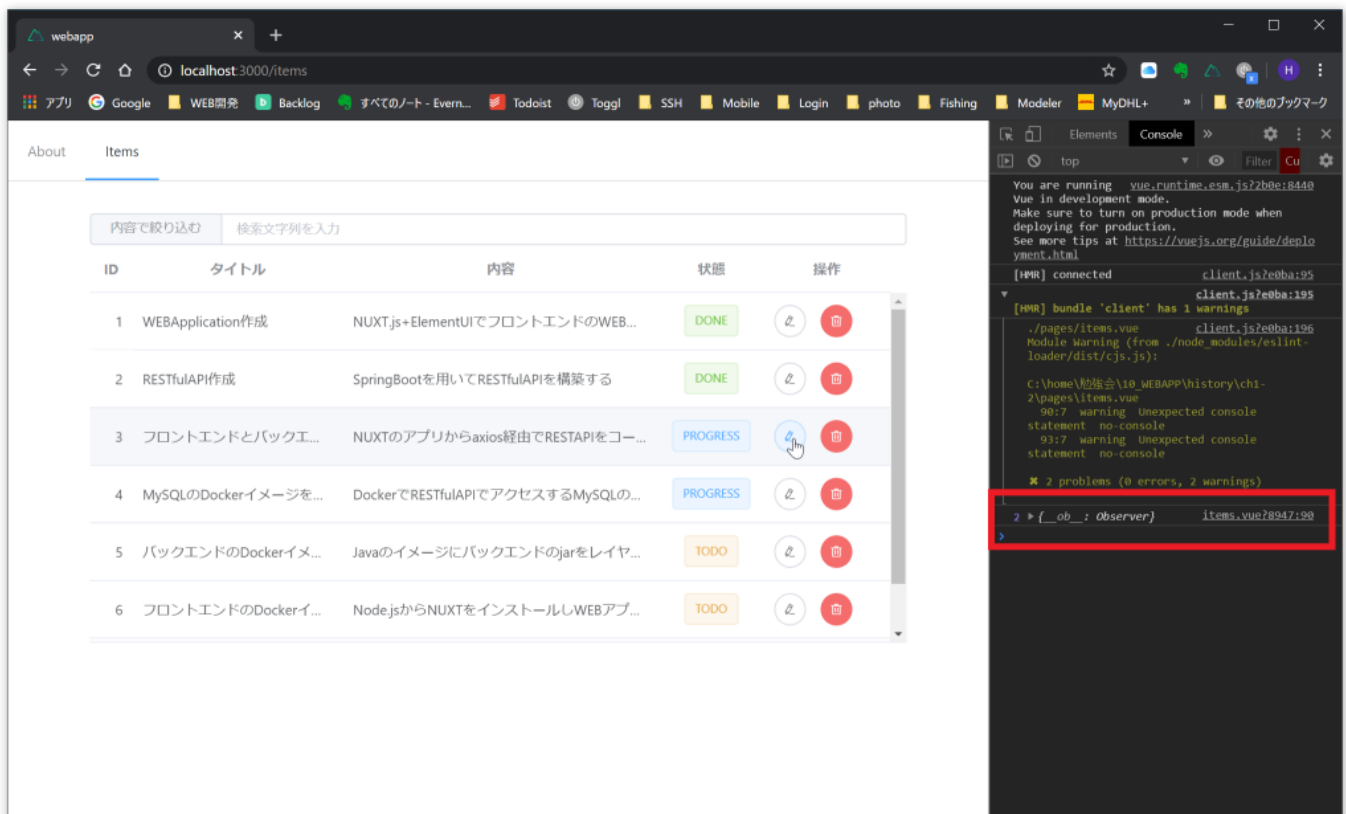 webapp
localhost:3000/items
アプリ Google WEB開発 Backlog すべてのノート - Evern... Todoist Toggl SSH Mobile Login photo Fishing Modeler MyDHL+ » その他のブックマーク
About Items
内容で絞り込む 検索文字列を入力
ID タイトル 内容 状態 操作
1 WEBApplication作成 NUXT.js+ElementUIでフロントエンドのWEB... DONE
2 RESTfulAPI作成 SpringBootを用いてRESTfulAPIを構築する DONE
3 フロントエンドとバックエ... NUXTのアプリからaxios経由でRESTAPIをコー... PROGRESS
4 MySQLのDockerイメージを... DockerでRESTfulAPIでアクセスするMySQLの... PROGRESS
5 バックエンドのDockerイメ... Javaのイメージにバックエンドのjarをレイヤ... TODO
6 フロントエンドのDockerイ... Node.jsからNUXTをインストールしWEBアプ... TODO
Elements Console »
top Filter Cu
You are running vue.runtime.esm.js?2b0e:8440
Vue in development mode.
Make sure to turn on production mode when
deploying for production.
See more tips at https://vuejs.org/guide/deplo
yment.html
[HMR] connected client.js?e0ba:95
client.js?e0ba:195
[HMR] bundle 'client' has 1 warnings
./pages/items.vue client.js?e0ba:196
Module Warning (from ./node_modules/eslint-
loader/dist/cjs.js):
C:\home\勉強会\10_WEBAPP\history\ch1-
2\pages\items.vue
90:7 warning Unexpected console
statement no-console
93:7 warning Unexpected console
statement no-console
✖ 2 problems (0 errors, 2 warnings)
2 ▶{__ob__: Observer} items.vue?8947:90